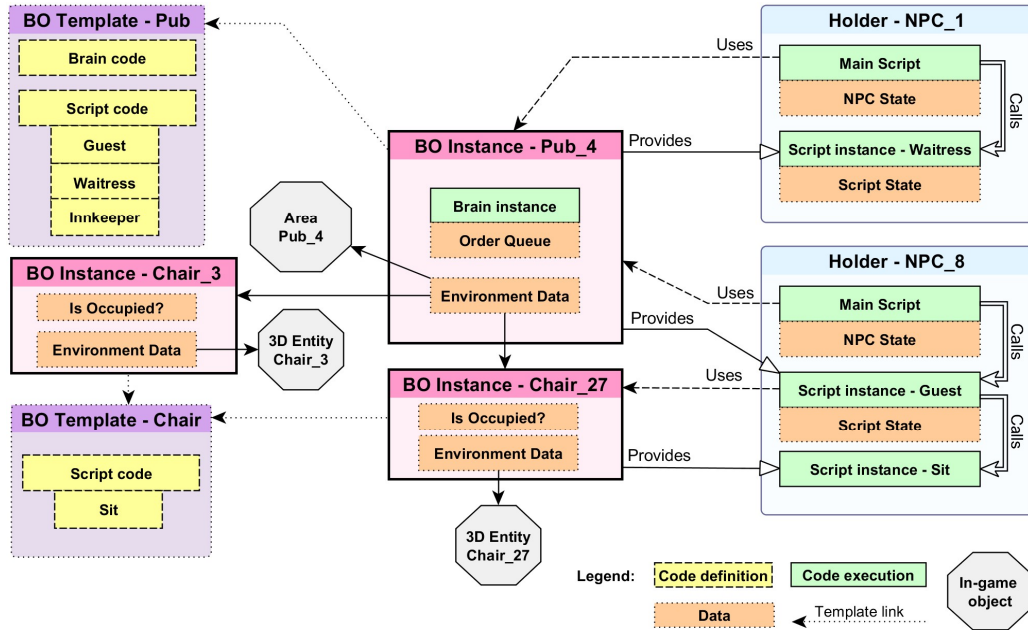 BO Template - Pub
Brain code
Script code
Guest
Waitress
Innkeeper
BO Instance - Chair_3
Is Occupied?
Environment Data
3D Entity
Chair_3
BO Template - Chair
Script code
Sit
Area
Pub_4
BO Instance - Pub_4
Brain instance
Order Queue
Environment Data
BO Instance - Chair_27
Is Occupied?
Environment Data
3D Entity
Chair_27
Uses
Provides
Uses
Provides
Uses
Provides
Holder - NPC_1
Main Script
NPC State
Script instance - Waitress
Script State
Calls
Holder - NPC_8
Main Script
NPC State
Script instance - Guest
Script State
Script instance - Sit
Calls
Calls
Legend:
Code definition
Code execution
Data
Template link
In-game
object